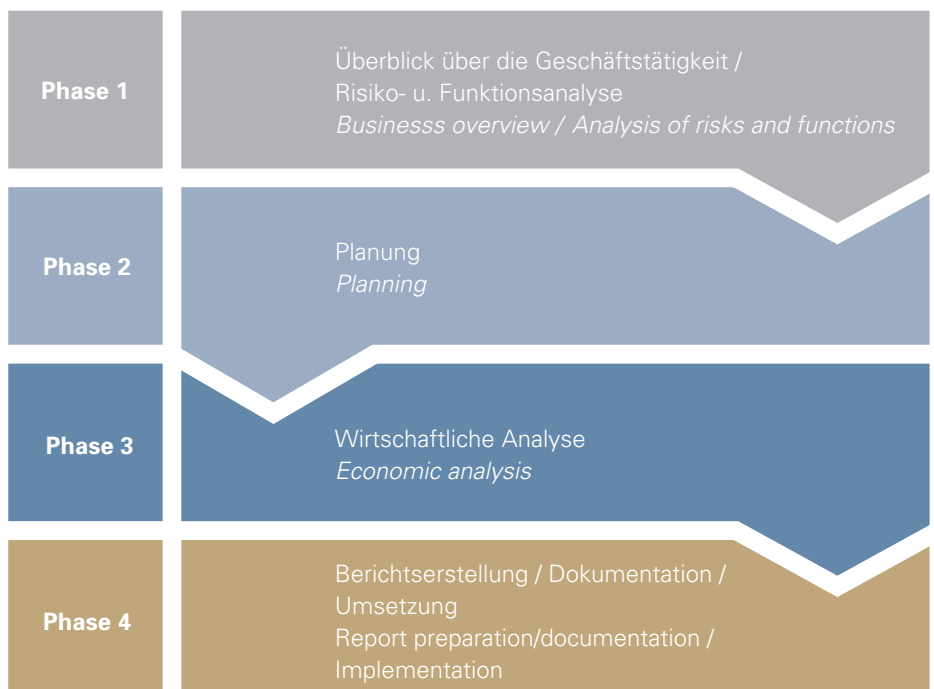 Phase 1
Überblick über die Geschäftstätigkeit /
Risiko- u. Funktionsanalyse
Businesss overview / Analysis of risks and functions
Phase 2
Planung
Planning
Phase 3
Wirtschaftliche Analyse
Economic analysis
Phase 4
Berichtserstellung / Dokumentation /
Umsetzung
Report preparation/documentation /
Implementation